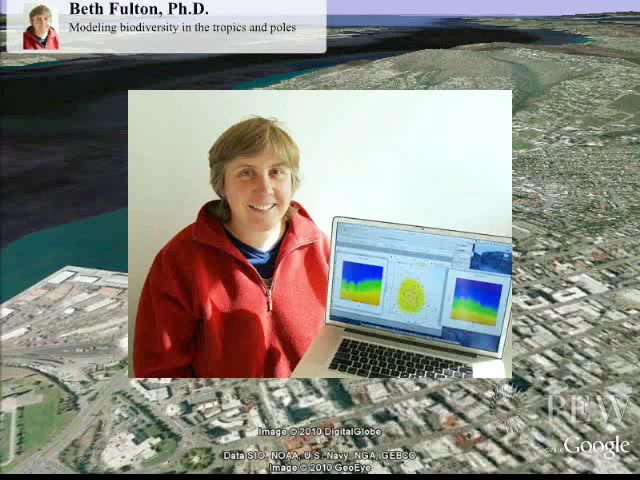 Beth Fulton, Ph.D.
Modeling biodiversity in the tropics and poles
PEW
Image © 2010 DigitalGlobe
©2010 Google
Data SIO, NOAA, U.S. Navy, NGA, GEBCO
Image © 2010 GeoEye